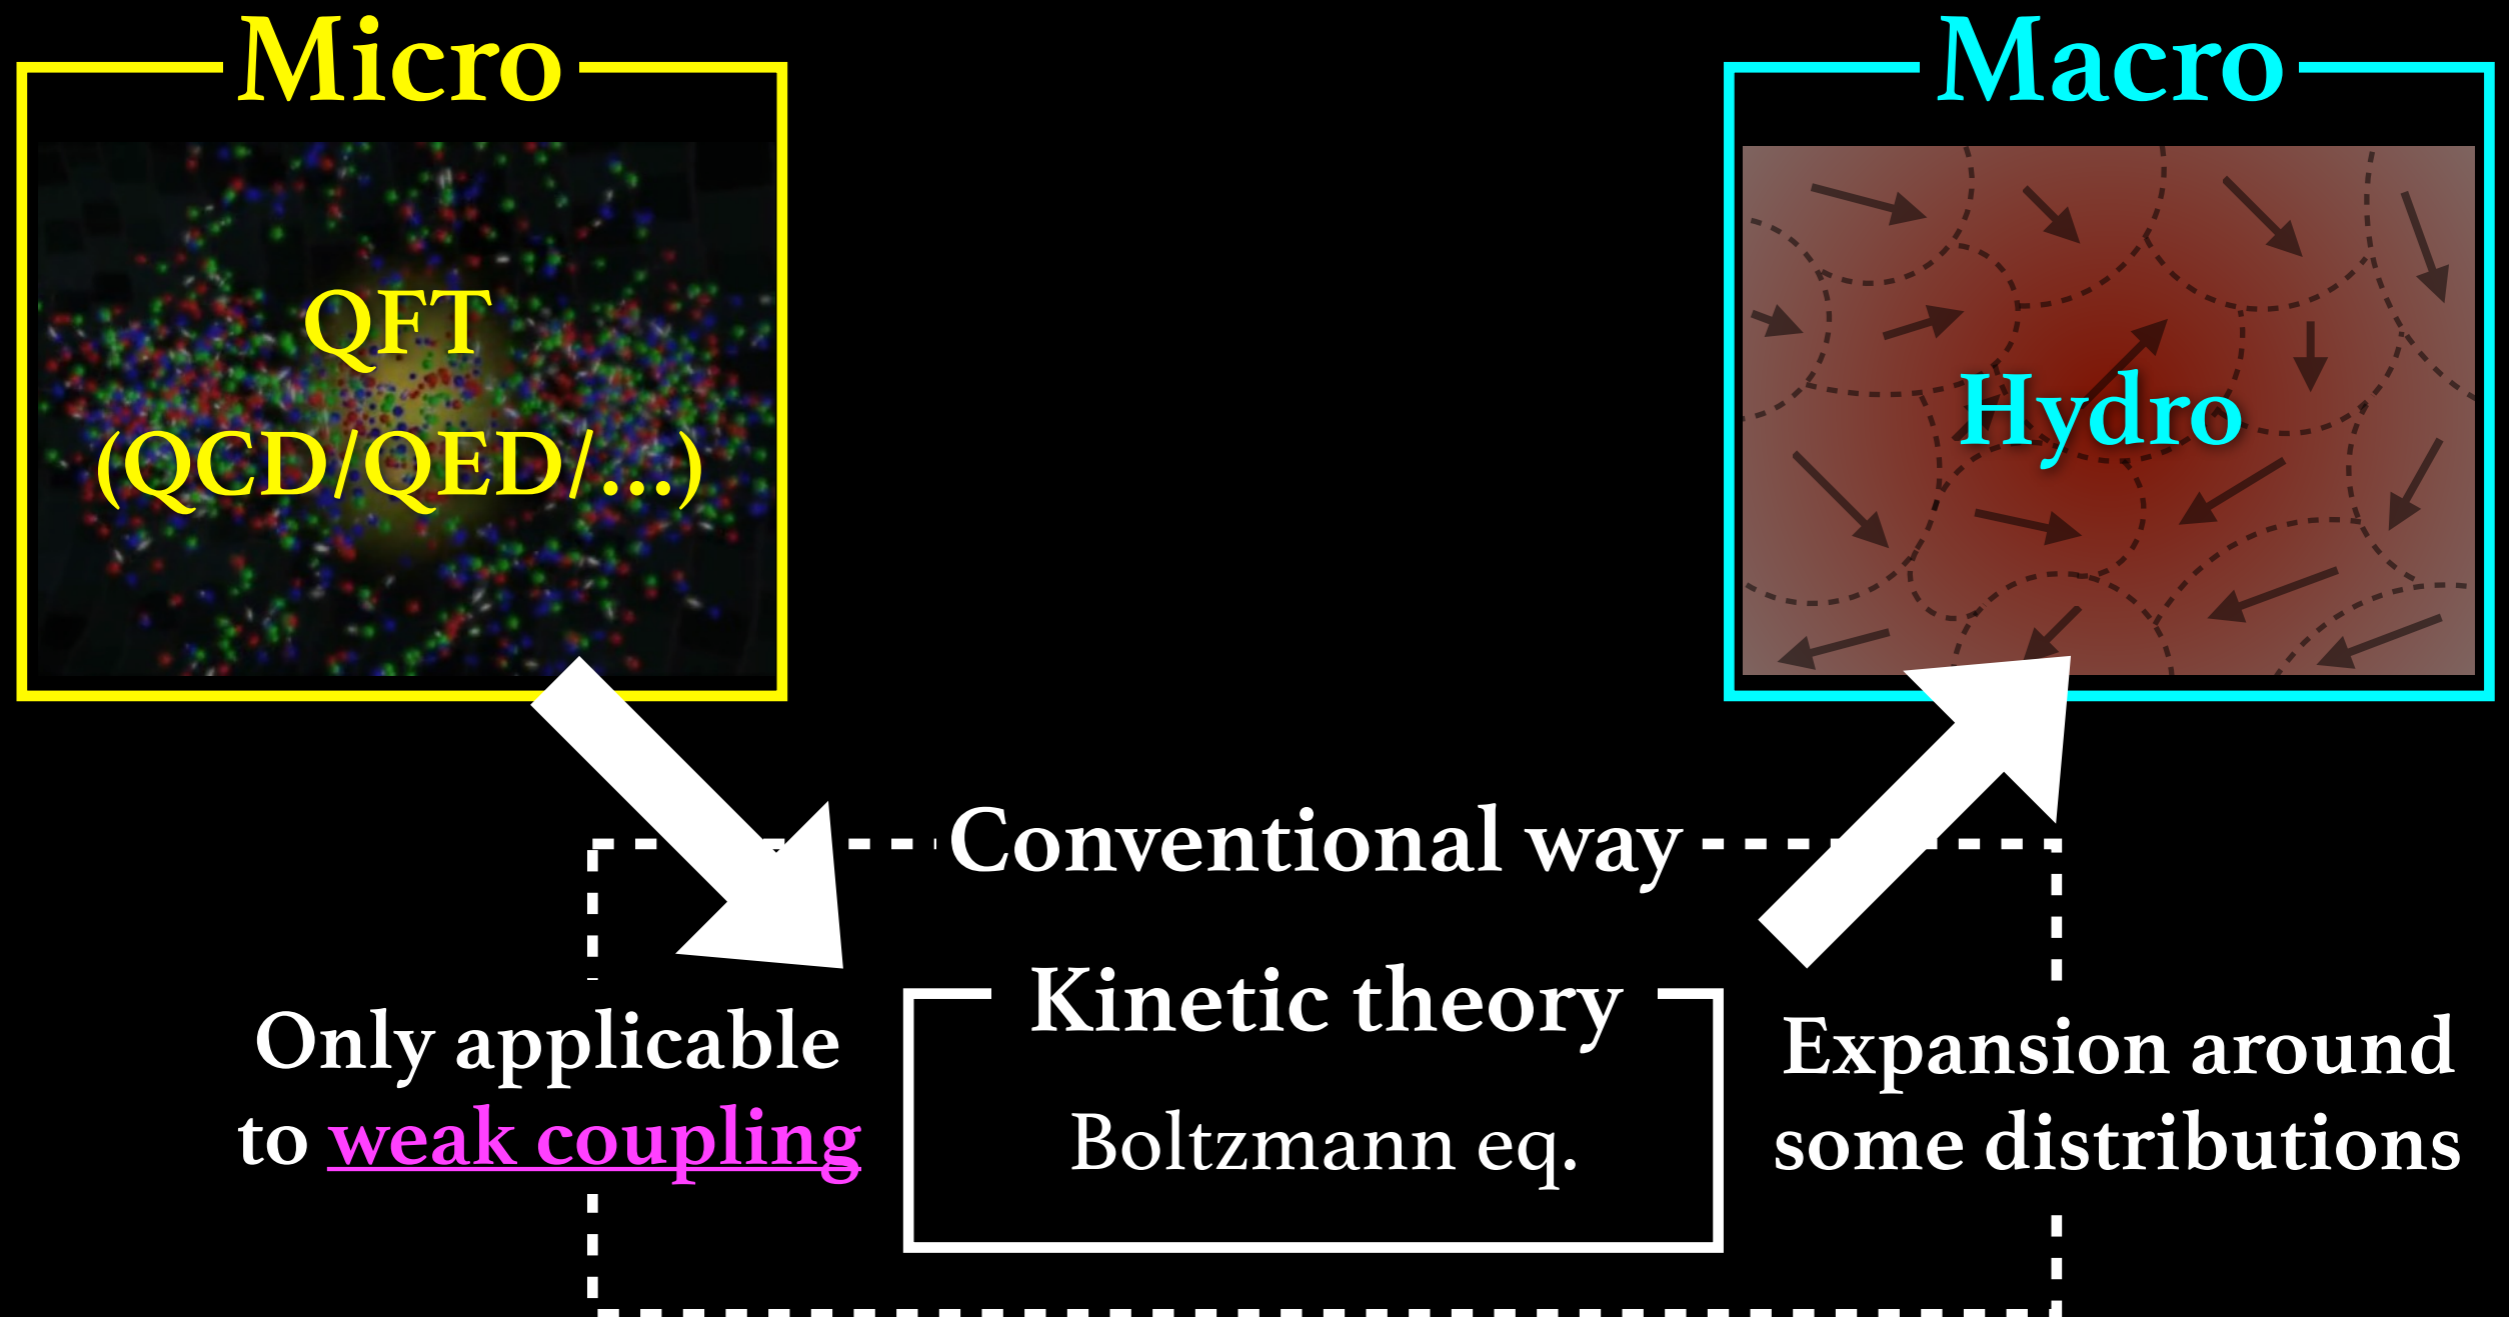 Micro
Macro
QFT
(QCD/QED/...)
Hydro
Conventional way
Only applicable
to weak coupling
Kinetic theory
Boltzmann eq.
Expansion around
some distributions